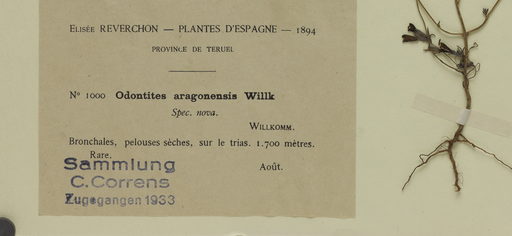 Elisée REVERCHON — PLANTES D'ESPAGNE — 1894
PROVINCE DE TERUEL
Nº 1000 Odontites aragonensis Willk
Spec. nova.
WILLKOMM.
Bronchales, pelouses sèches, sur le trias. 1.700 mètres.
Rare. Août.
Sammlung
C. Correns
Zugegangen 1933